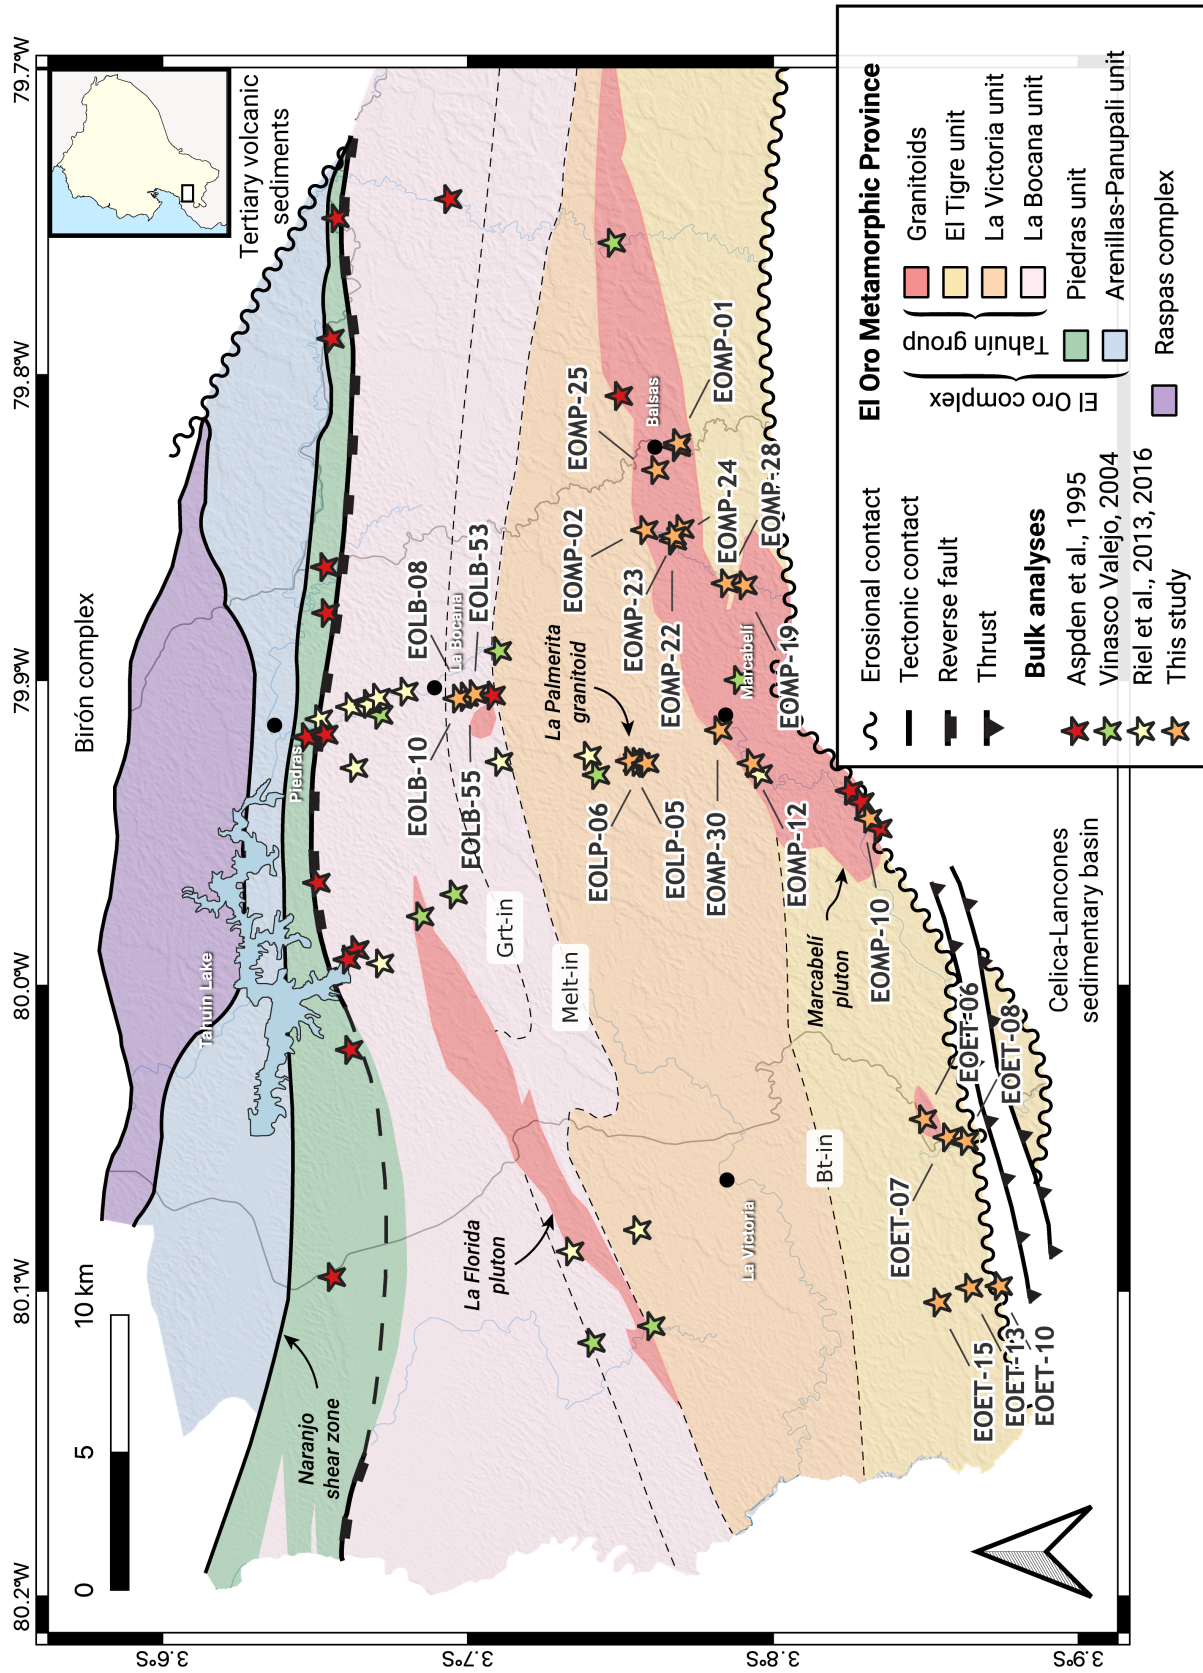 80.2°W
80.1°W
80.0°W
79.9°W
79.8°W
79.7°W
3.6°S
3.7°S
3.8°S
3.9°S
0
5
10 km
Birón complex
Tertiary volcanic
sediments
Naranjo
shear zone
Tahuin Lake
Piedras
La Florida
pluton
Grt-in
Melt-in
Bt-in
La Bocana
EOLB-08
EOLB-53
EOLB-10
EOLB-55
La Palmerita
granitoid
EOLP-06
EOLP-05
EOMP-30
EOMP-12
EOMP-10
EOMP-02
EOMP-25
EOMP-23
EOMP-22
EOMP-24
EOMP-01
EOMP-28
EOMP-19
Balsas
Marcabelí
Marcabelí
pluton
La Victoria
EOET-06
EOET-08
EOET-07
EOET-15
EOET-13
EOET-10
Celica-Lancones
sedimentary basin
Erosional contact
Tectonic contact
Reverse fault
Thrust
Bulk analyses
Aspden et al., 1995
Vinasco Valejo, 2004
Riel et al., 2013, 2016
This study
El Oro Metamorphic Province
El Oro complex
Tahuín group
Granitoids
El Tigre unit
La Victoria unit
La Bocana unit
Piedras unit
Arenillas-Panupali unit
Raspas complex